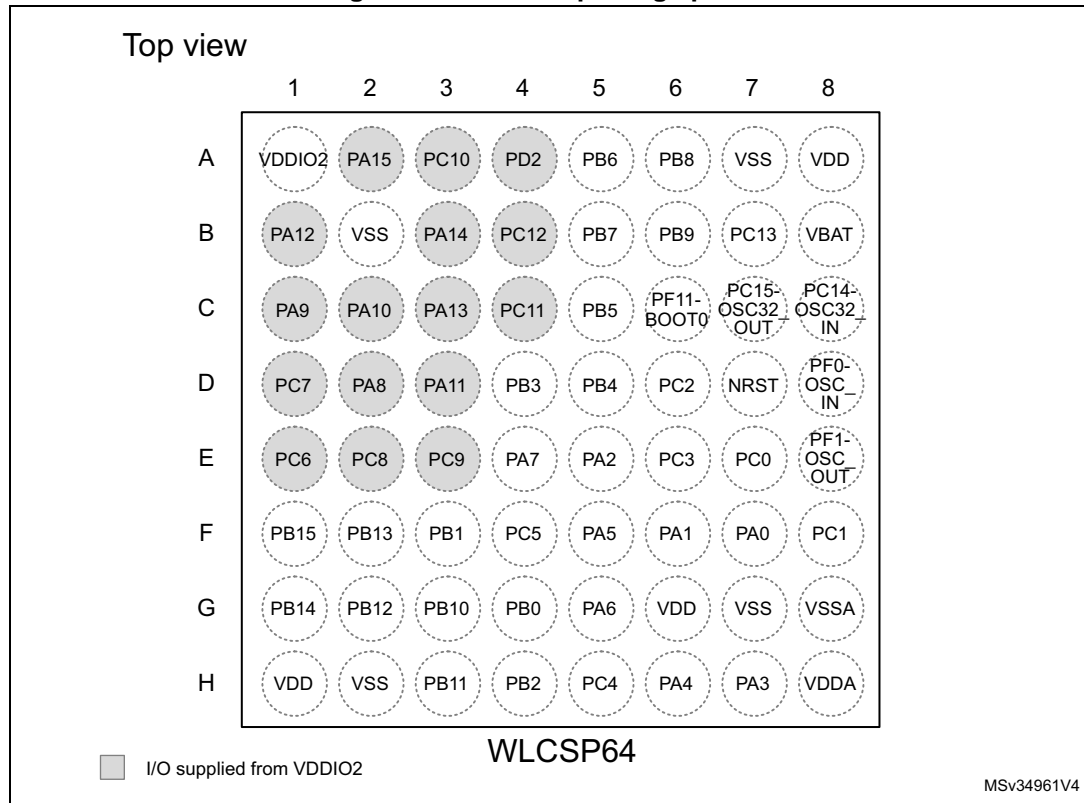 Top view
1 2 3 4 5 6 7 8
A VDDIO2 PA15 PC10 PD2 PB6 PB8 VSS VDD
B PA12 VSS PA14 PC12 PB7 PB9 PC13 VBAT
C PA9 PA10 PA13 PC11 PB5 PF11-BOOT0 PC15-OSC32_OUT PC14-OSC32_IN
D PC7 PA8 PA11 PB3 PB4 PC2 NRST PF0-OSC_IN
E PC6 PC8 PC9 PA7 PA2 PC3 PC0 PF1-OSC_OUT
F PB15 PB13 PB1 PC5 PA5 PA1 PA0 PC1
G PB14 PB12 PB10 PB0 PA6 VDD VSS VSSA
H VDD VSS PB11 PB2 PC4 PA4 PA3 VDDA
WLCSP64
I/O supplied from VDDIO2
MSv34961V4